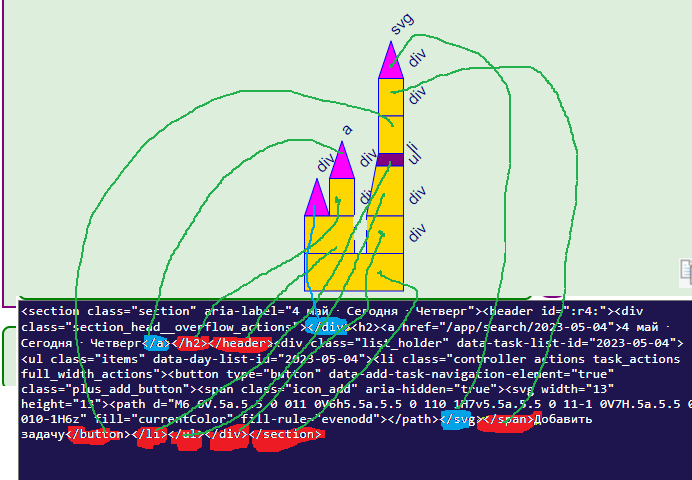 svg
div
div
a
li
ul
div
div
di
div
div
<section class="section" aria-label="4 май · Сегодня · Четверг"><header id=":r4:"><div
class="section_head__overflow_actions"></div><h2><a href="/app/search/2023-05-04">4 май ·
Сегодня · Четверг</a></h2></header><div class="list_holder" data-task-list-id="2023-05-04">
<ul class="items" data-day-list-id="2023-05-04"><li class="controller actions task_actions
full_width_actions"><button type="button" data-add-task-navigation-element="true"
class="plus_add_button"><span class="icon_add" aria-hidden="true"><svg width="13"
height="13"><path d="M6 6V.5a.5.5 0 011 0V6h5.5a.5.5 0 110 1H7v5.5a.5.5 0 11-1 0V7H.5a.5.5 0
010-1H6z" fill="currentColor" fill-rule="evenodd"></path></svg></span>Добавить
задачу</button></li></ul></div></section>